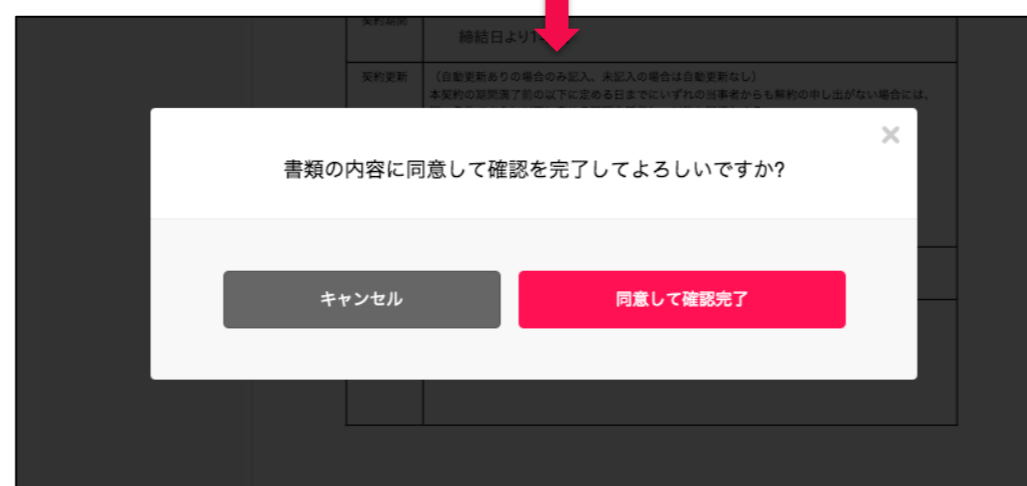 契約期間
締結日より1
契約更新
（自動更新ありの場合のみ記入、未記入の場合は自動更新なし）
本契約の期間満了前の以下に定める日までにいずれの当事者からも解約の申し出がない場合には、
×
書類の内容に同意して確認を完了してよろしいですか?
キャンセル
同意して確認完了